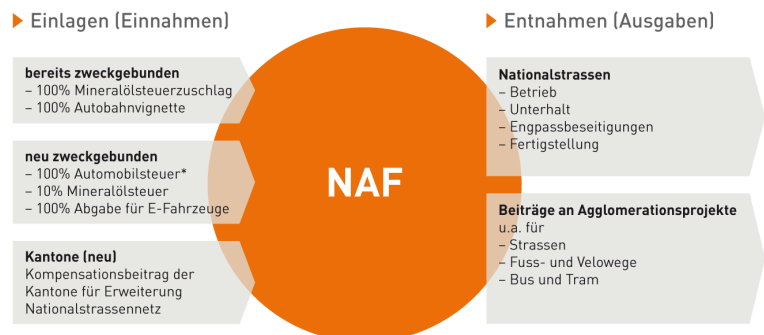 Einlagen (Einnahmen)
bereits zweckgebunden
– 100% Mineralölsteuerzuschlag
– 100% Autobahnvignette
neu zweckgebunden
– 100% Automobilsteuer*
– 10% Mineralölsteuer
– 100% Abgabe für E-Fahrzeuge
Kantone (neu)
Kompensationsbeitrag der
Kantone für Erweiterung
Nationalstrassennetz
NAF
Entnahmen (Ausgaben)
Nationalstrassen
– Betrieb
– Unterhalt
– Engpassbeseitigungen
– Fertigstellung
Beiträge an Agglomerationsprojekte
u.a. für
– Strassen
– Fuss- und Velowege
– Bus und Tram